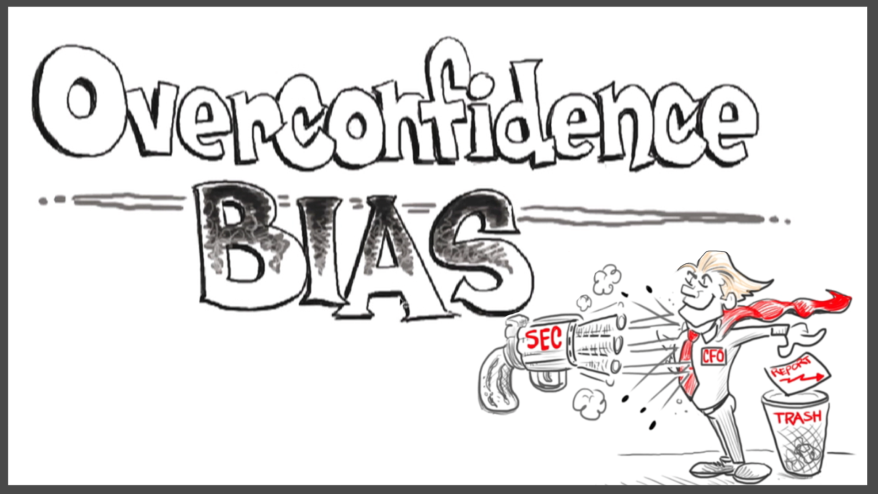 Overconfidence
BIAS
SEC
CFO
REPORT
TRASH